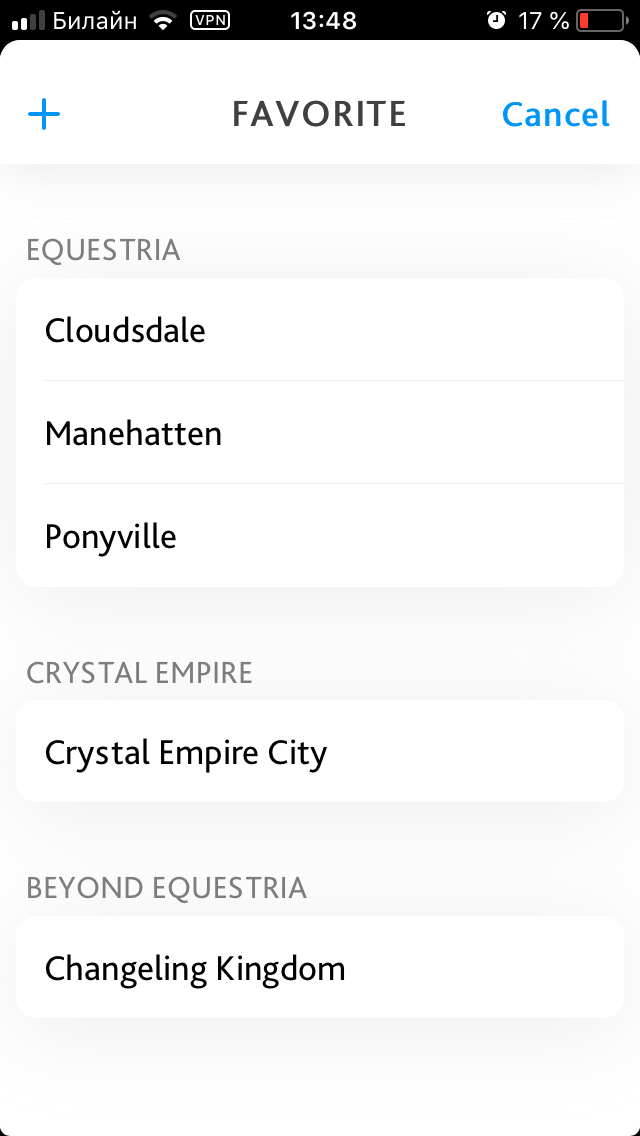 Билайн VPN 13:48 17 %
FAVORITE Cancel
EQUESTRIA
Cloudsdale
Manehatten
Ponyville
CRYSTAL EMPIRE
Crystal Empire City
BEYOND EQUESTRIA
Changeling Kingdom